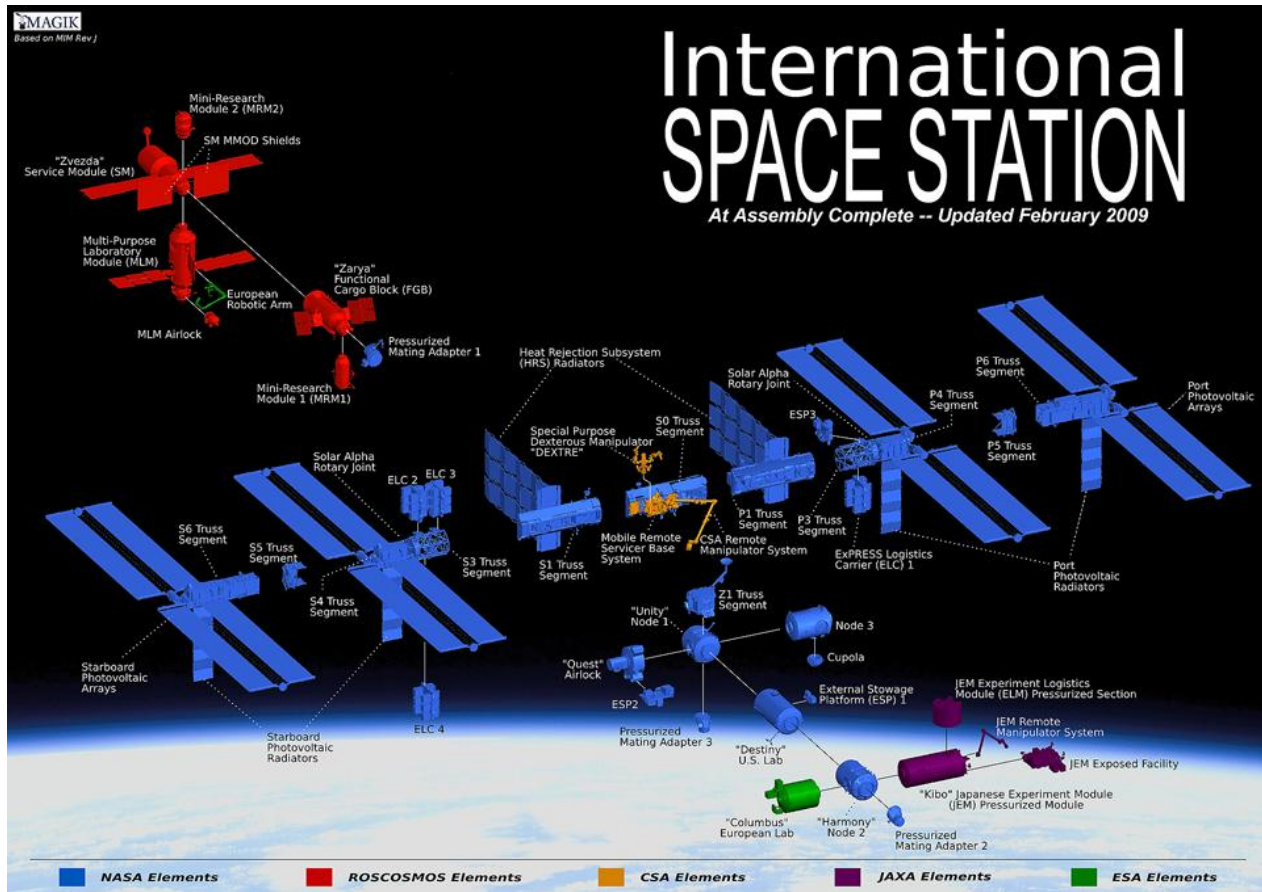 MAGIK
Based on MIM Rev J
International
SPACE STATION
At Assembly Complete -- Updated February 2009
Mini-Research
Module 2 (MRM2)
SM MMOD Shields
"Zvezda"
Service Module (SM)
Multi-Purpose
Laboratory
Module (MLM)
European
Robotic Arm
MLM Airlock
"Zarya"
Functional
Cargo Block (FGB)
Pressurized
Mating Adapter 1
Mini-Research
Module 1 (MRM1)
Heat Rejection Subsystem
(HRS) Radiators
Solar Alpha
Rotary Joint
P6 Truss
Segment
Port
Photovoltaic
Arrays
P4 Truss
Segment
ESP3
S0 Truss
Segment
P5 Truss
Segment
Special Purpose
Dexterous Manipulator
"DEXTRE"
Solar Alpha
Rotary Joint
ELC 2
ELC 3
S6 Truss
Segment
S5 Truss
Segment
S4 Truss
Segment
S3 Truss
Segment
S1 Truss
Segment
Mobile Remote
Servicer Base
System
CSA Remote
Manipulator System
P1 Truss
Segment
P3 Truss
Segment
ExPRESS Logistics
Carrier (ELC) 1
Port
Photovoltaic
Radiators
Z1 Truss
Segment
"Unity"
Node 1
Node 3
Cupola
"Quest"
Airlock
ESP2
Pressurized
Mating Adapter 3
External Stowage
Platform (ESP) 1
Starboard
Photovoltaic
Arrays
Starboard
Photovoltaic
Radiators
ELC 4
"Destiny"
U.S. Lab
JEM Experiment Logistics
Module (ELM) Pressurized Section
JEM Remote
Manipulator System
JEM Exposed Facility
"Kibo" Japanese Experiment Module
(JEM) Pressurized Module
"Columbus"
European Lab
"Harmony"
Node 2
Pressurized
Mating Adapter 2
NASA Elements
ROSCOSMOS Elements
CSA Elements
JAXA Elements
ESA Elements